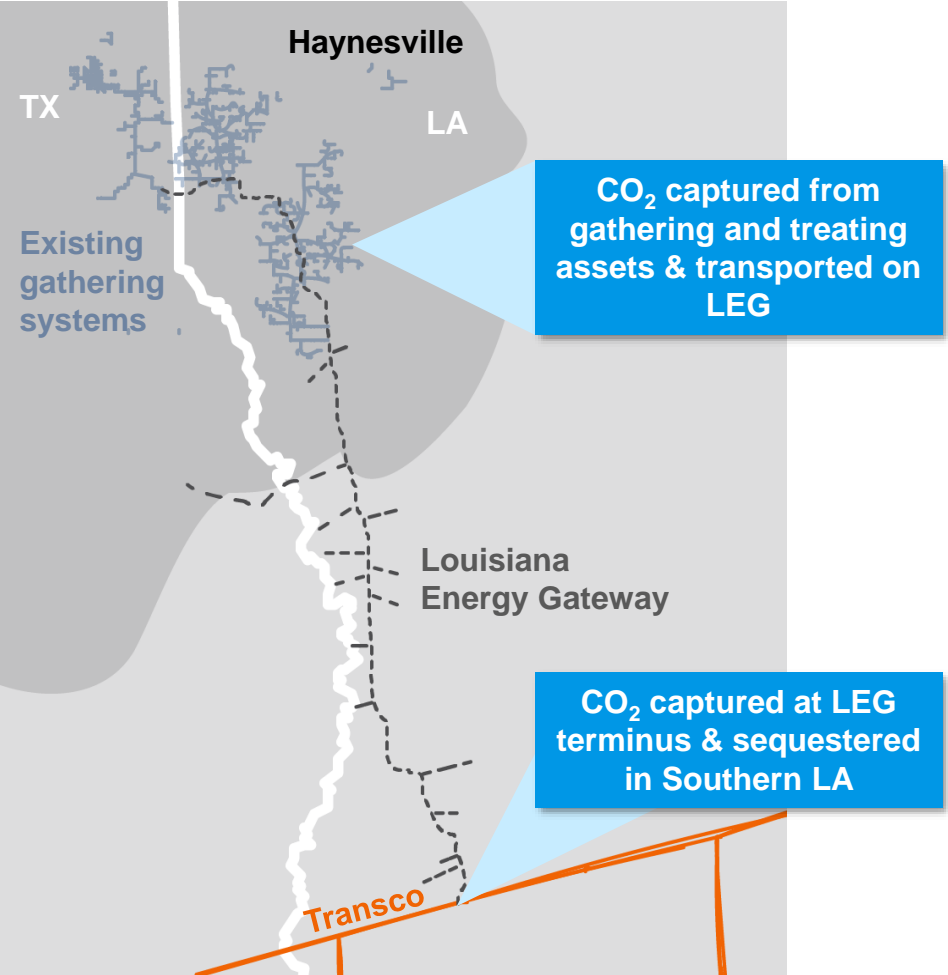 Haynesville
TX
LA
CO₂ captured from
gathering and treating
assets & transported on
LEG
Existing
gathering
systems
Louisiana
Energy Gateway
CO₂ captured at LEG
terminus & sequestered
in Southern LA
Transco